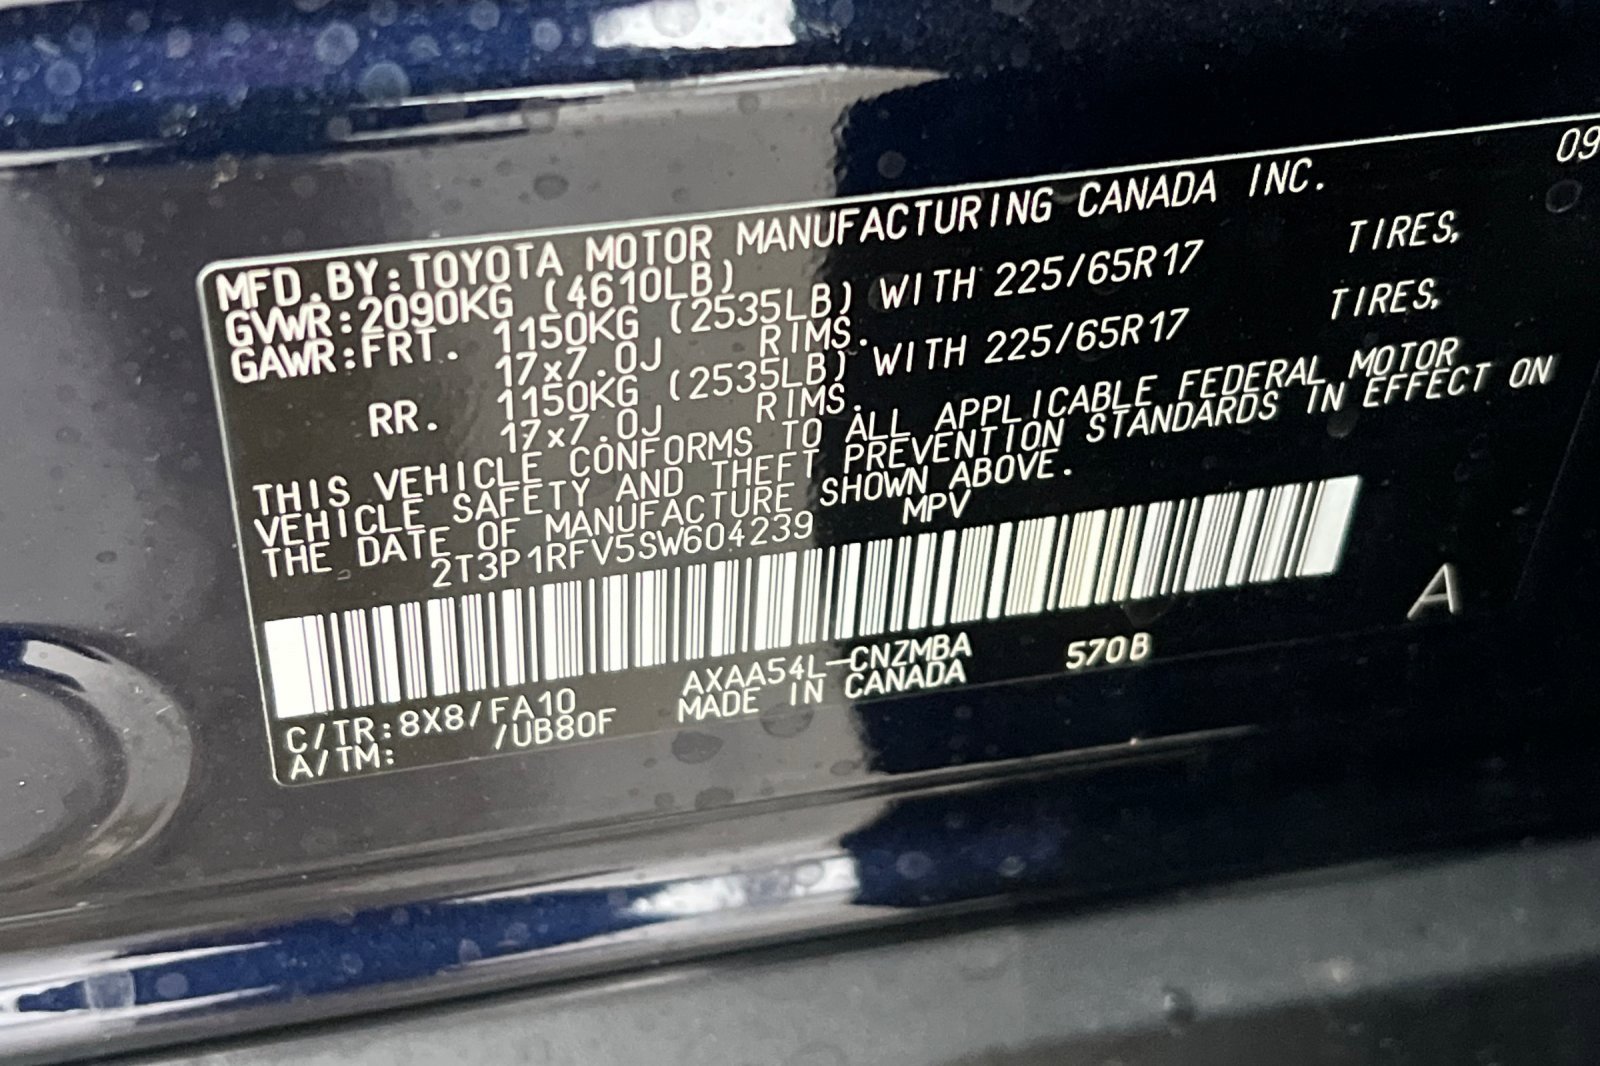 09
MFD.BY:TOYOTA MOTOR MANUFACTURING CANADA INC.
GVWR:2090KG (4610LB)
GAWR:FRT. 1150KG (2535LB) WITH 225/65R17 TIRES,
17x7.0J RIMS.
RR. 1150KG (2535LB) WITH 225/65R17 TIRES,
17x7.0J RIMS.
THIS VEHICLE CONFORMS TO ALL APPLICABLE FEDERAL MOTOR
VEHICLE SAFETY AND THEFT PREVENTION STANDARDS IN EFFECT ON
THE DATE OF MANUFACTURE SHOWN ABOVE.
2T3P1RFV5SW604239 MPV
A
C/TR:8X8/FA10 AXAA54L-CNZMBA 570B
A/TM: /UB80F MADE IN CANADA